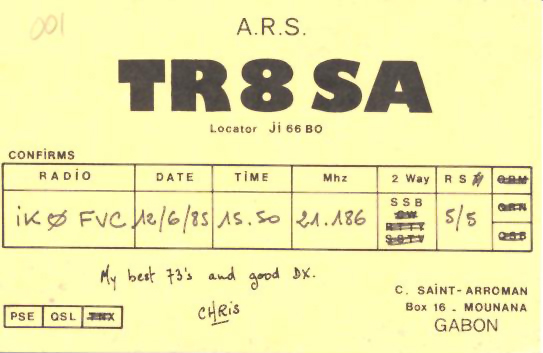 001
A.R.S.
TR8SA
Locator Ji 66 BO
CONFiRMS
RADiO DATE TiME Mhz 2 Way RS# QRM
iKØFVC 12/6/85 15.50 21.186 SSB 5/5 QRN
CW
RTTY QSB
SSTV
My best 73's and good DX.
CHRis
C. SAiNT-ARROMAN
Box 16 - MOUNANA
GABON
PSE QSL TNX